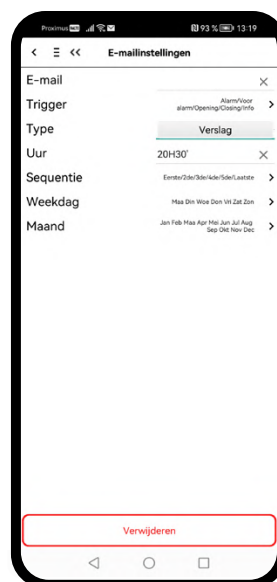 Proximus 93 % 13:19
< Ξ << E-mailinstellingen
E-mail ×
Trigger Alarm/Voor
alarm/Opening/Closing/Info >
Type Verslag
Uur 20H30' ×
Sequentie Eerste/2de/3de/4de/5de/Laatste >
Weekdag Maa Din Woe Don Vri Zat Zon >
Maand Jan Feb Maa Apr Mei Jun Jul Aug
Sep Okt Nov Dec >
Verwijderen